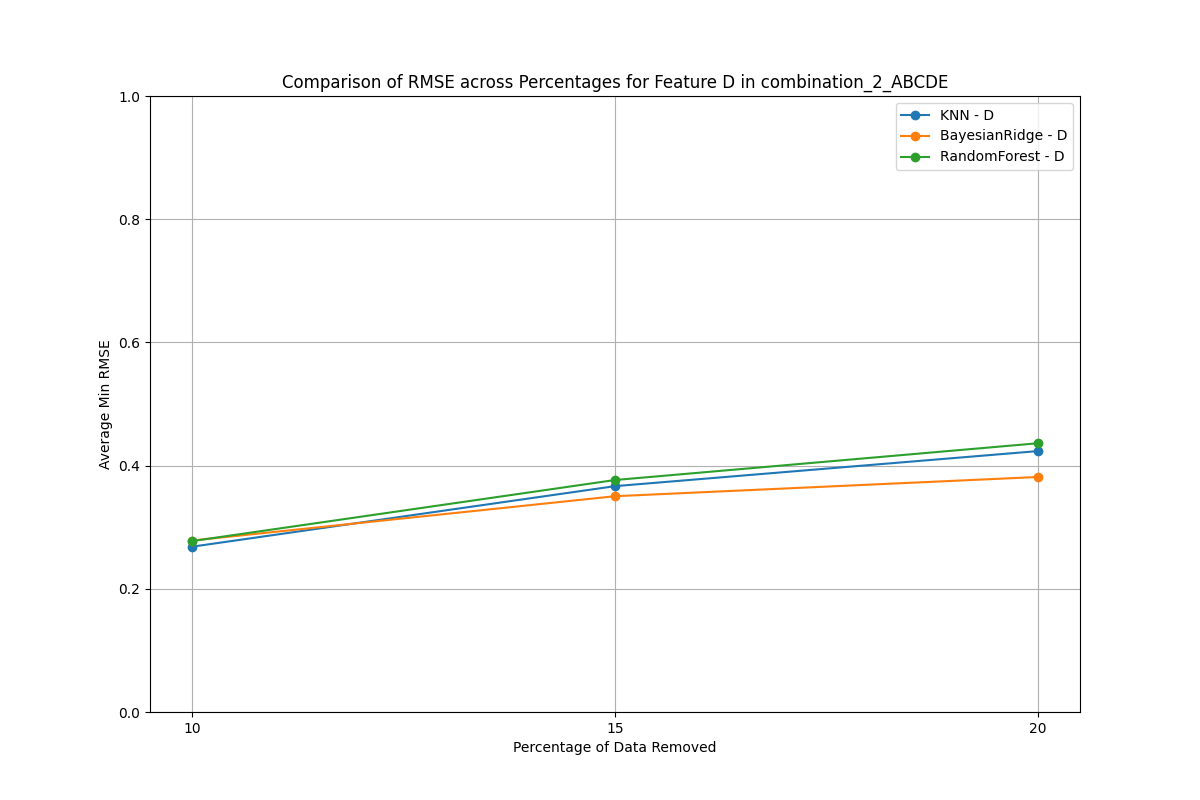 Comparison of RMSE across Percentages for Feature D in combination_2_ABCDE
1.0
KNN - D
BayesianRidge - D
RandomForest - D
0.8
0.6
Average Min RMSE
0.4
0.2
0.0
10 15 20
Percentage of Data Removed